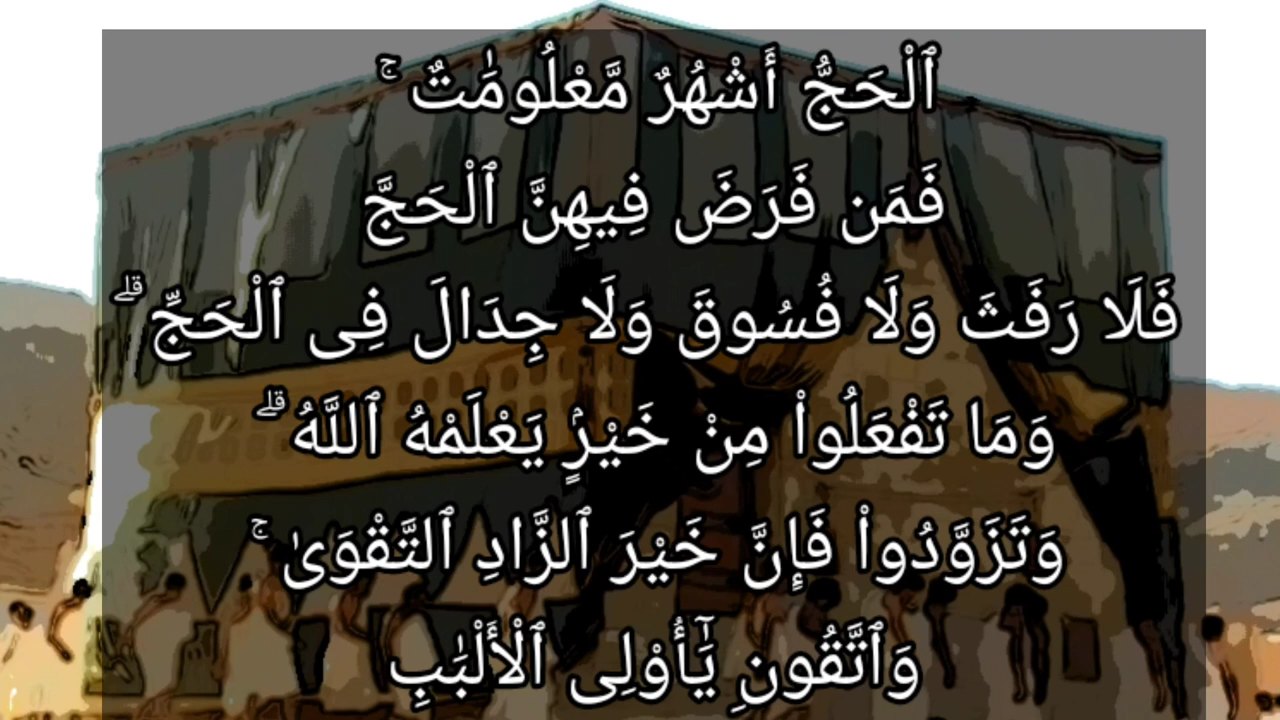 ٱلْحَجُّ أَشْهُرٌ مَّعْلُومَٰتٌ ۚ
فَمَن فَرَضَ فِيهِنَّ ٱلْحَجَّ
فَلَا رَفَثَ وَلَا فُسُوقَ وَلَا جِدَالَ فِى ٱلْحَجِّ ۗ
وَمَا تَفْعَلُوا۟ مِنْ خَيْرٍۢ يَعْلَمْهُ ٱللَّهُ ۗ
وَتَزَوَّدُوا۟ فَإِنَّ خَيْرَ ٱلزَّادِ ٱلتَّقْوَىٰ ۚ
وَٱتَّقُونِ يَٰٓأُو۟لِى ٱلْأَلْبَٰبِ